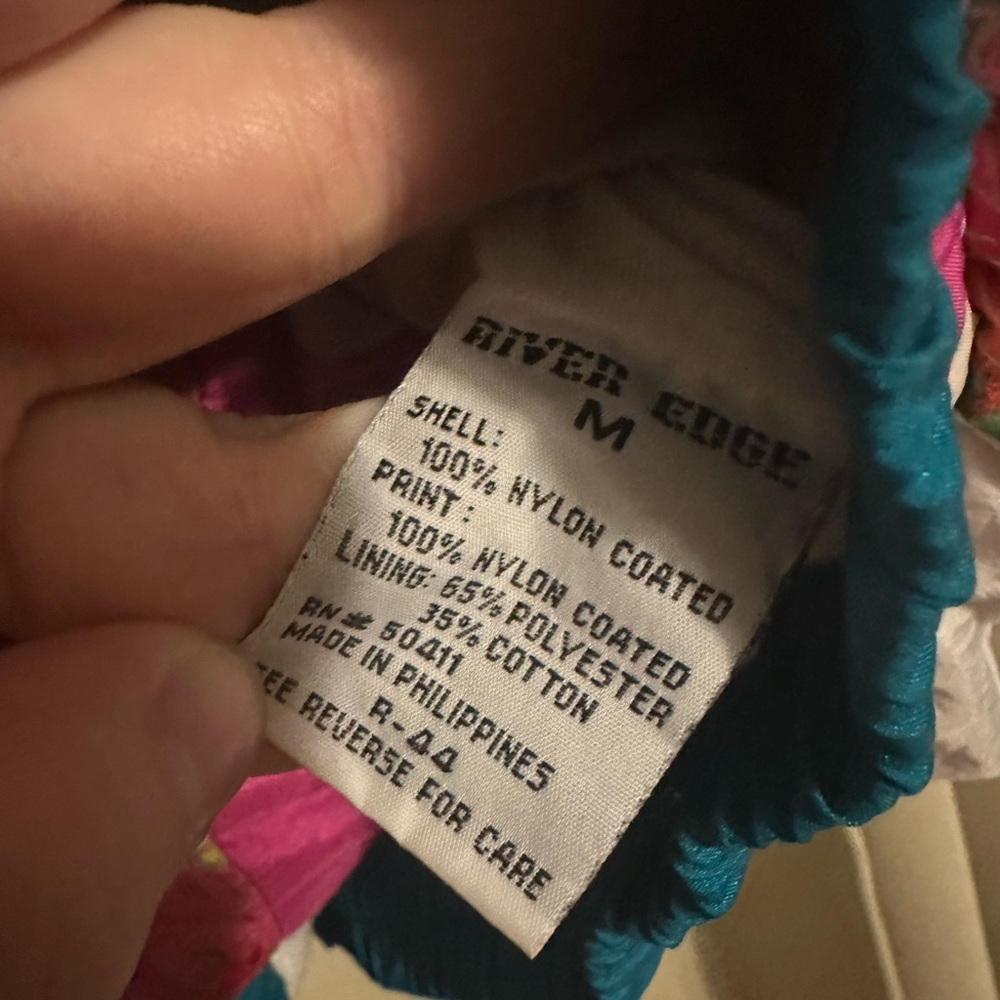 RIVER EDGE
M
SHELL:
100% NYLON COATED
PRINT:
100% NYLON COATED
LINING: 65% POLYESTER
35% COTTON
RN# 50411
MADE IN PHILIPPINES
R-44
SEE REVERSE FOR CARE